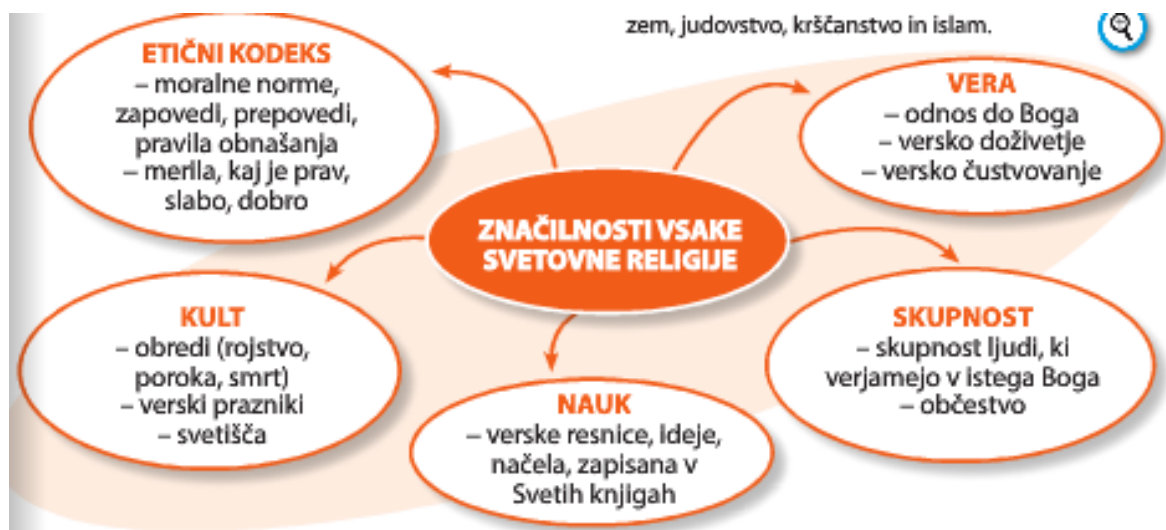 zem, judovstvo, krščanstvo in islam.
ETIČNI KODEKS
– moralne norme,
zapovedi, prepovedi,
pravila obnašanja
– merila, kaj je prav,
slabo, dobro
VERA
– odnos do Boga
– versko doživetje
– versko čustvovanje
ZNAČILNOSTI VSAKE
SVETOVNE RELIGIJE
KULT
– obredi (rojstvo,
poroka, smrt)
– verski prazniki
– svetišča
NAUK
– verske resnice, ideje,
načela, zapisana v
Svetih knjigah
SKUPNOST
– skupnost ljudi, ki
verjamejo v istega Boga
– občestvo